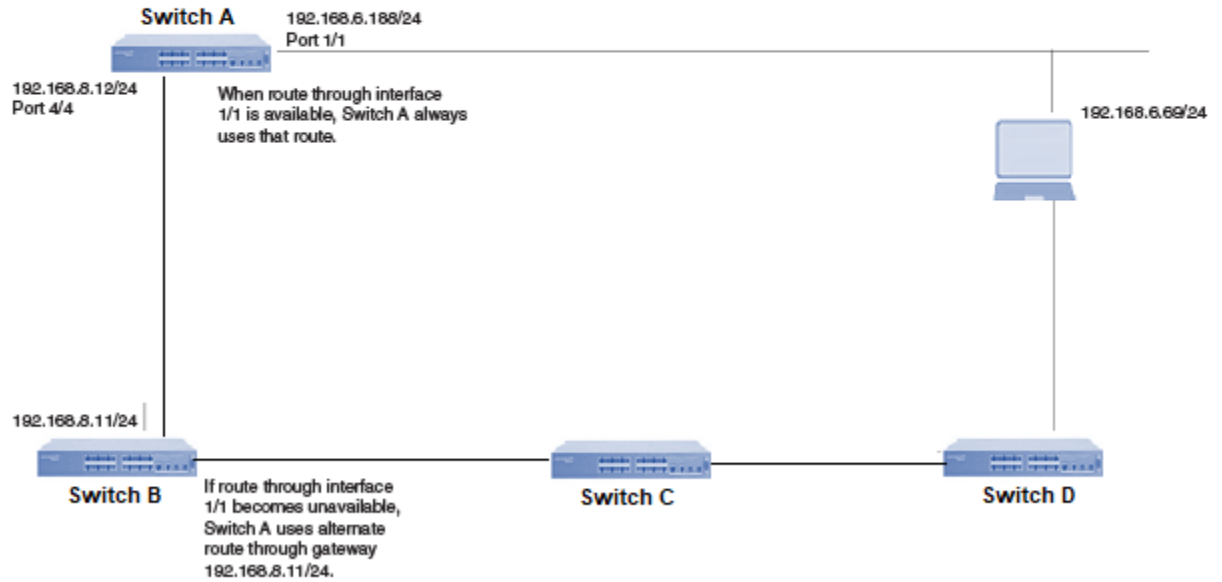 Switch A
192.168.6.188/24
Port 1/1
192.168.8.12/24
Port 4/4
When route through interface
1/1 is available, Switch A always
uses that route.
192.168.6.69/24
192.168.8.11/24
Switch B
If route through interface
1/1 becomes unavailable,
Switch A uses alternate
route through gateway
192.168.8.11/24.
Switch C
Switch D